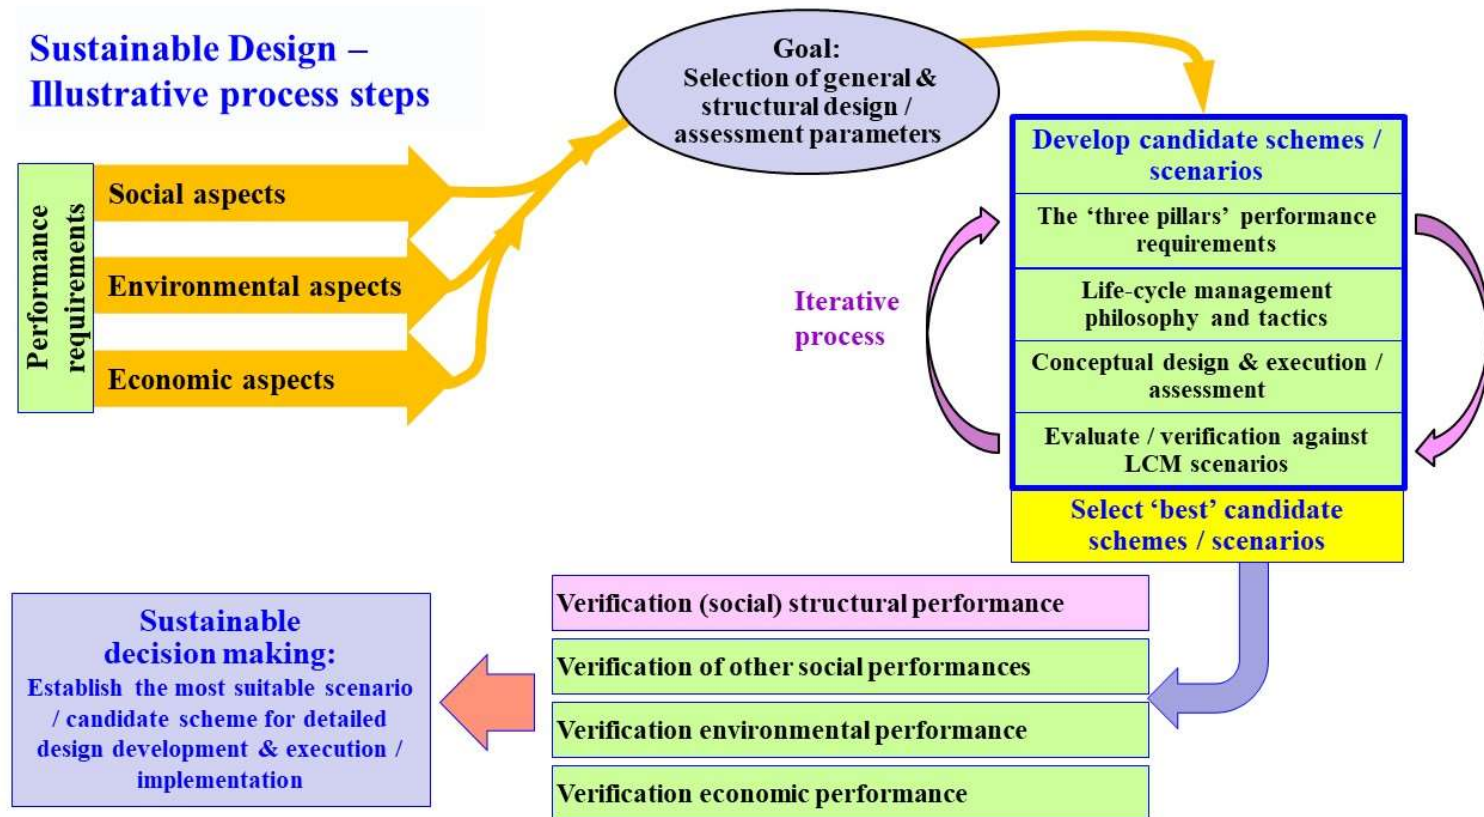 Sustainable Design –
Illustrative process steps
Performance
requirements
Social aspects
Environmental aspects
Economic aspects
Goal:
Selection of general &
structural design /
assessment parameters
Develop candidate schemes /
scenarios
The ‘three pillars’ performance
requirements
Life-cycle management
philosophy and tactics
Conceptual design & execution /
assessment
Evaluate / verification against
LCM scenarios
Iterative
process
Select ‘best’ candidate
schemes / scenarios
Verification (social) structural performance
Verification of other social performances
Verification environmental performance
Verification economic performance
Sustainable
decision making:
Establish the most suitable scenario
/ candidate scheme for detailed
design development & execution /
implementation